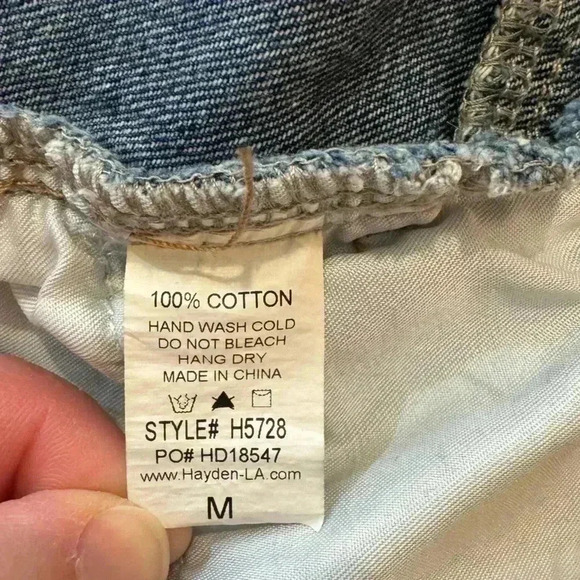 100% COTTON
HAND WASH COLD
DO NOT BLEACH
HANG DRY
MADE IN CHINA
STYLE# H5728
PO# HD18547
www.Hayden-LA.com
M